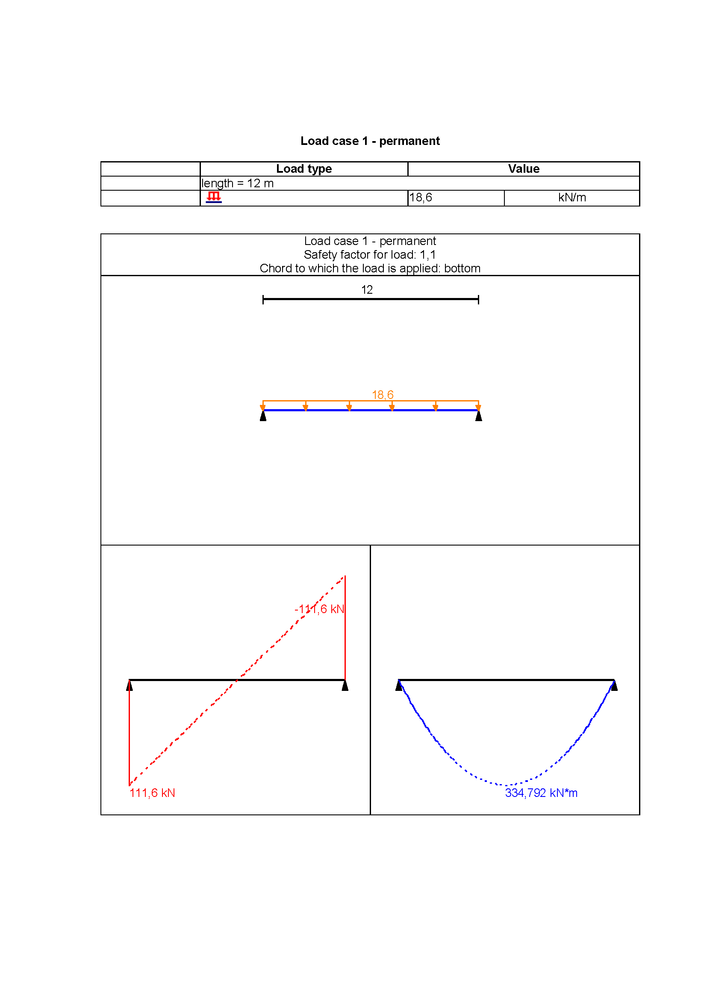 Load case 1 - permanent
Load type Value
length = 12 m
18,6 kN/m
Load case 1 - permanent
Safety factor for load: 1,1
Chord to which the load is applied: bottom
12
18,6
-111,6 kN
111,6 kN
334,792 kN*m